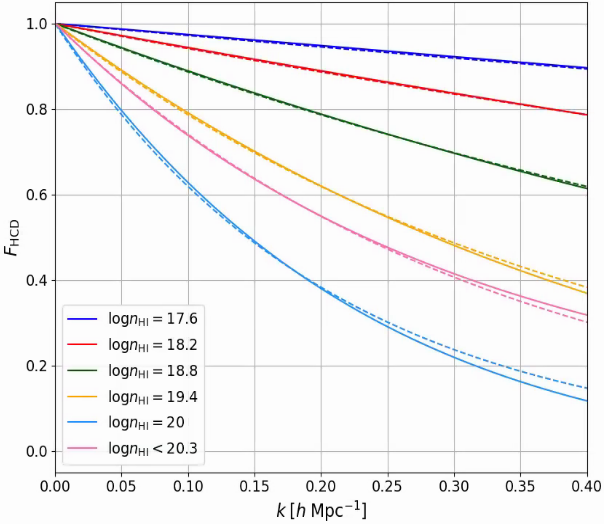 1.0
0.8
0.6
0.4
0.2
0.0
F_HCD
logn_HI = 17.6
logn_HI = 18.2
logn_HI = 18.8
logn_HI = 19.4
logn_HI = 20
logn_HI < 20.3
0.00 0.05 0.10 0.15 0.20 0.25 0.30 0.35 0.40
k [h Mpc⁻¹]